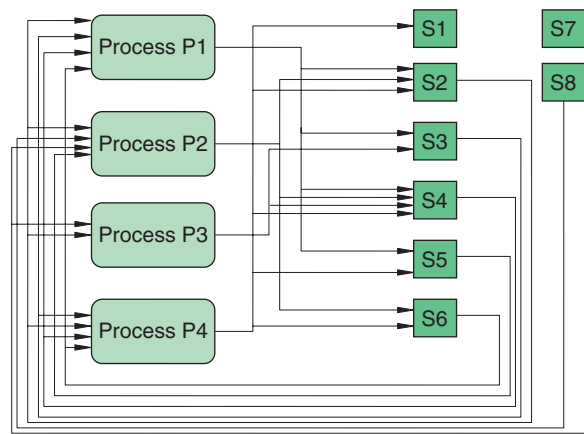 Process P1
Process P2
Process P3
Process P4
S1
S2
S3
S4
S5
S6
S7
S8